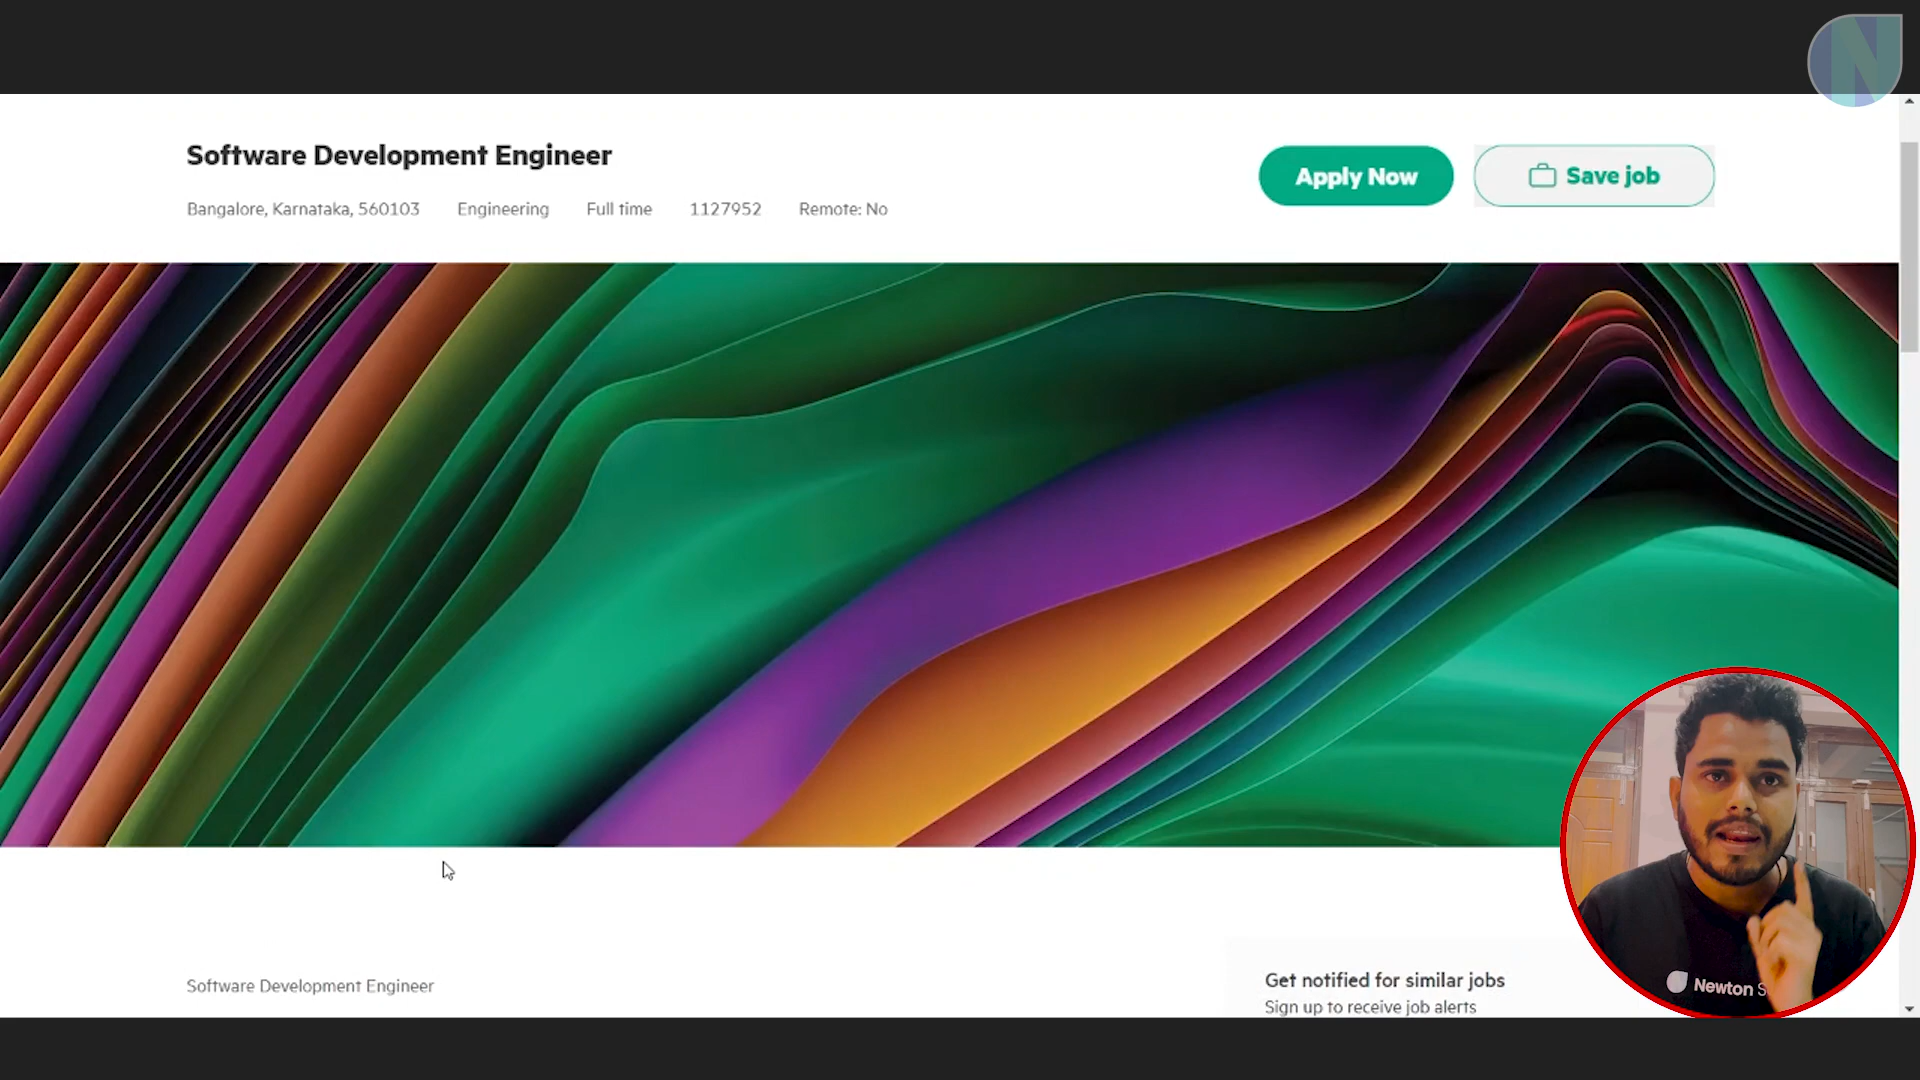 N
Software Development Engineer
Apply Now
Save job
Bangalore, Karnataka, 560103 Engineering Full time 1127952 Remote: No
Software Development Engineer
Get notified for similar jobs
Sign up to receive job alerts
Newton S